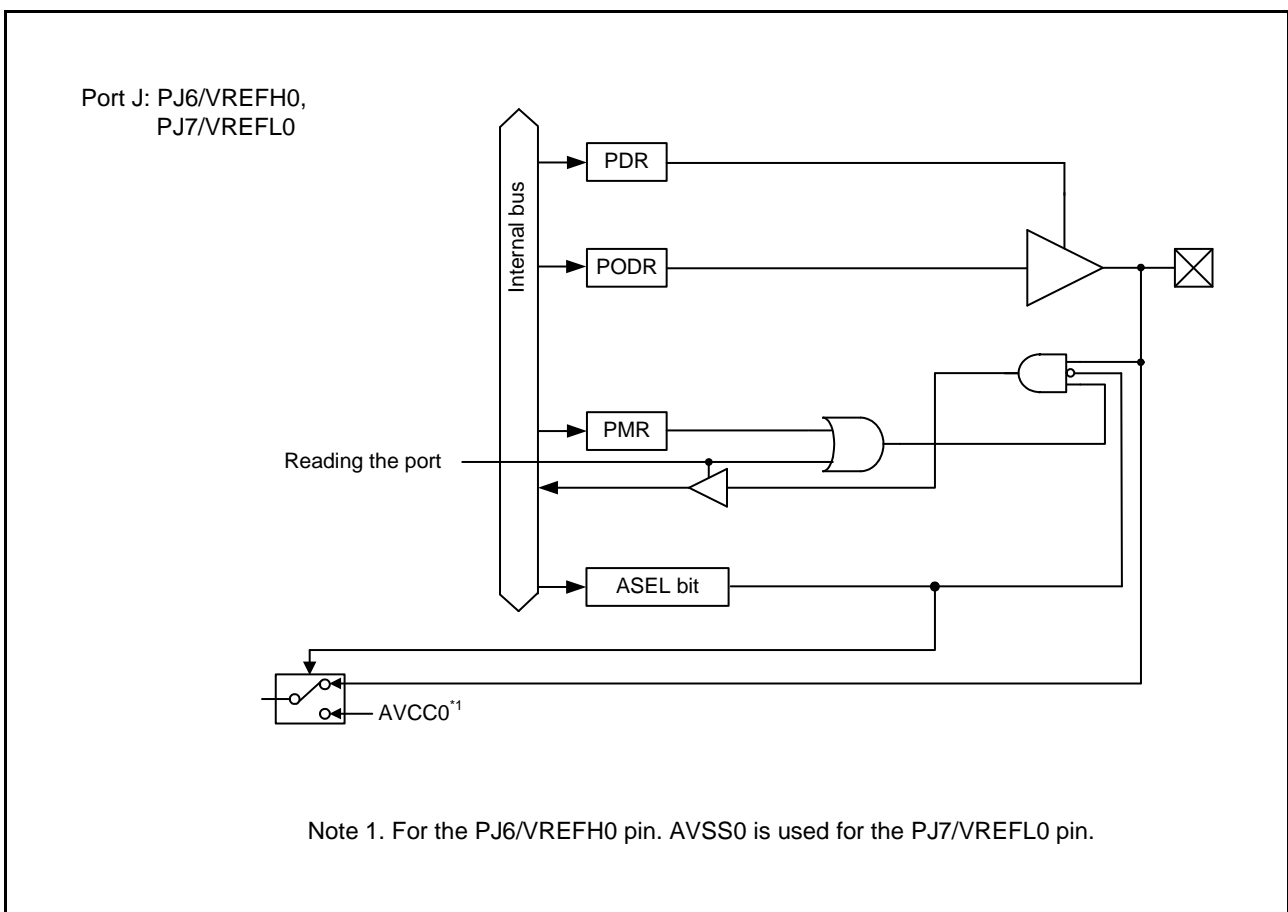 Port J: PJ6/VREFH0,
PJ7/VREFL0
Internal bus
PDR
PODR
PMR
Reading the port
ASEL bit
AVCC0*1
Note 1. For the PJ6/VREFH0 pin. AVSS0 is used for the PJ7/VREFL0 pin.